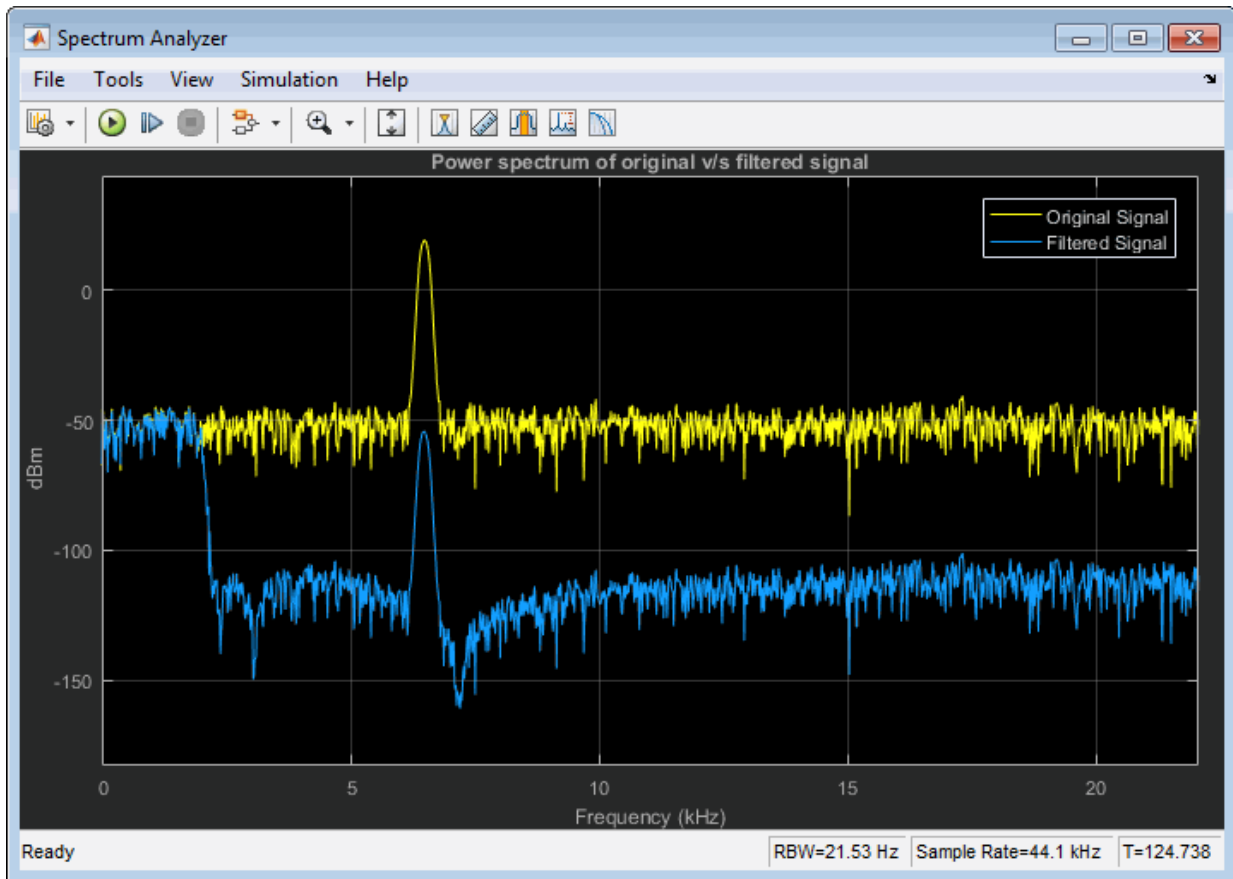 Spectrum Analyzer
File Tools View Simulation Help
Power spectrum of original v/s filtered signal
Original Signal
Filtered Signal
0
-50
-100
-150
dBm
0 5 10 15 20
Frequency (kHz)
Ready RBW=21.53 Hz Sample Rate=44.1 kHz T=124.738